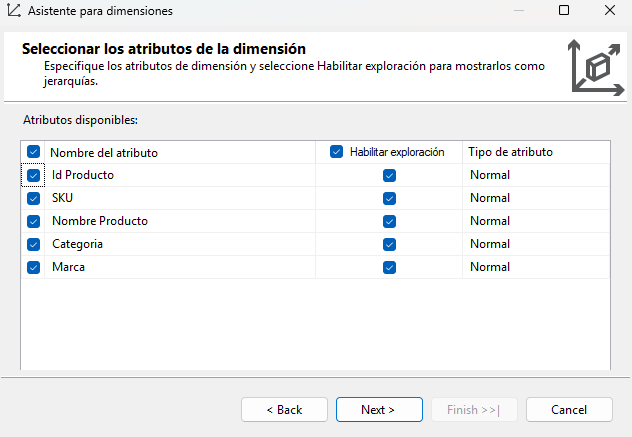 Asistente para dimensiones
Seleccionar los atributos de la dimensión
Especifique los atributos de dimensión y seleccione Habilitar exploración para mostrarlos como
jerarquías.
Atributos disponibles:
Nombre del atributo Habilitar exploración Tipo de atributo
Id Producto Normal
SKU Normal
Nombre Producto Normal
Categoria Normal
Marca Normal
< Back Next > Finish >>| Cancel